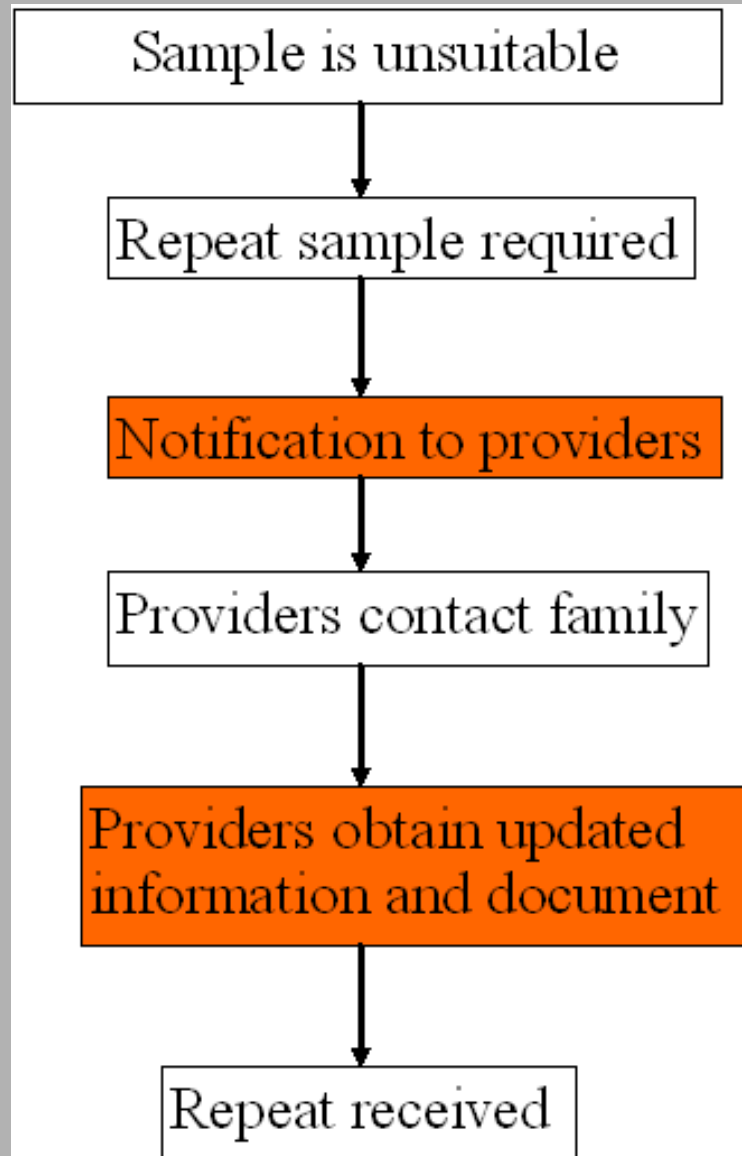 Sample is unsuitable
Repeat sample required
Notification to providers
Providers contact family
Providers obtain updated
information and document
Repeat received